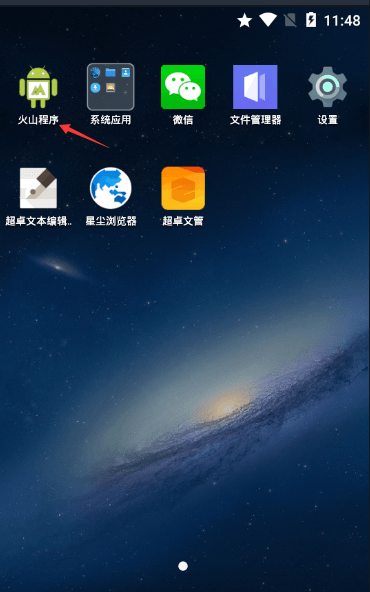 11:48
火山程序
系统应用
微信
文件管理器
设置
超卓文本编辑..
星尘浏览器
超卓文管